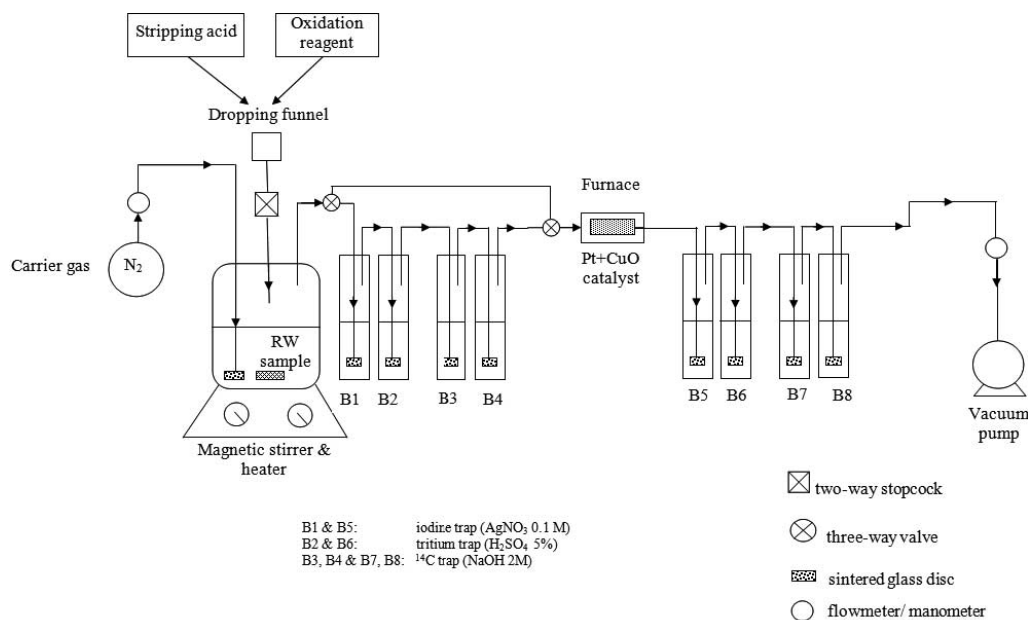 Stripping acid
Oxidation
reagent
Dropping funnel
Furnace
Carrier gas
N₂
Pt+CuO
catalyst
RW
sample
B1
B2
B3
B4
B5
B6
B7
B8
Magnetic stirrer &
heater
Vacuum
pump
two-way stopcock
three-way valve
sintered glass disc
flowmeter/ manometer
B1 & B5: iodine trap (AgNO₃ 0.1 M)
B2 & B6: tritium trap (H₂SO₄ 5%)
B3, B4 & B7, B8: ¹⁴C trap (NaOH 2M)